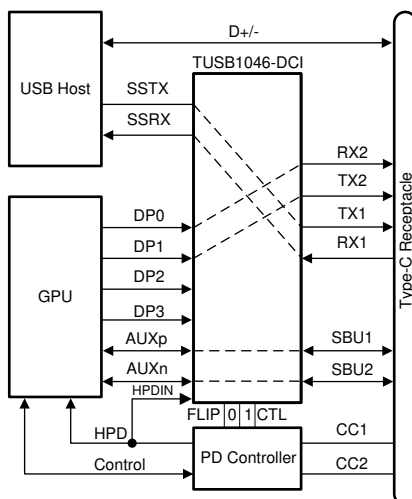 D+/-
TUSB1046-DCI
USB Host
SSTX
SSRX
RX2
TX2
TX1
RX1
Type-C Receptacle
GPU
DP0
DP1
DP2
DP3
AUXp
AUXn
HPDIN
SBU1
SBU2
FLIP 0 1 CTL
HPD
Control
PD Controller
CC1
CC2